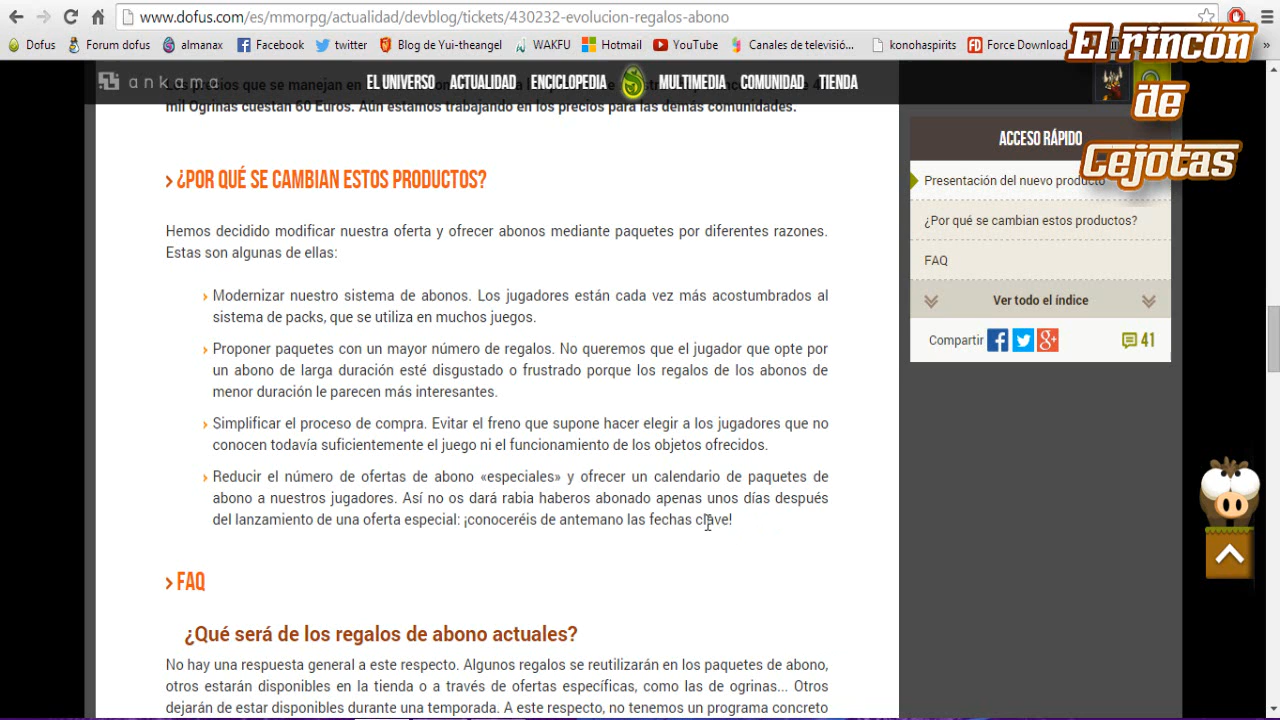 www.dofus.com/es/mmorpg/actualidad/devblog/tickets/430232-evolucion-regalos-abono
Dofus Forum dofus almanax Facebook twitter Blog de Yui-theangel WAKFU Hotmail YouTube Canales de televisió... konohaspirits Force Download »
El rincón
de
Cejotas
ankama EL UNIVERSO ACTUALIDAD ENCICLOPEDIA MULTIMEDIA COMUNIDAD TIENDA
que se manejan en
mil Ogrinas cuestan 60 Euros. Aún estamos trabajando en los precios para las demás comunidades.
¿POR QUÉ SE CAMBIAN ESTOS PRODUCTOS?
Hemos decidido modificar nuestra oferta y ofrecer abonos mediante paquetes por diferentes razones.
Estas son algunas de ellas:
Modernizar nuestro sistema de abonos. Los jugadores están cada vez más acostumbrados al
sistema de packs, que se utiliza en muchos juegos.
Proponer paquetes con un mayor número de regalos. No queremos que el jugador que opte por
un abono de larga duración esté disgustado o frustrado porque los regalos de los abonos de
menor duración le parecen más interesantes.
Simplificar el proceso de compra. Evitar el freno que supone hacer elegir a los jugadores que no
conocen todavía suficientemente el juego ni el funcionamiento de los objetos ofrecidos.
Reducir el número de ofertas de abono «especiales» y ofrecer un calendario de paquetes de
abono a nuestros jugadores. Así no os dará rabia haberos abonado apenas unos días después
del lanzamiento de una oferta especial: ¡conoceréis de antemano las fechas clave!
FAQ
¿Qué será de los regalos de abono actuales?
No hay una respuesta general a este respecto. Algunos regalos se reutilizarán en los paquetes de abono,
otros estarán disponibles en la tienda o a través de ofertas específicas, como las de ogrinas... Otros
dejarán de estar disponibles durante una temporada. A este respecto, no tenemos un programa concreto
ACCESO RÁPIDO
Presentación del nuevo producto
¿Por qué se cambian estos productos?
FAQ
Ver todo el índice
Compartir 41